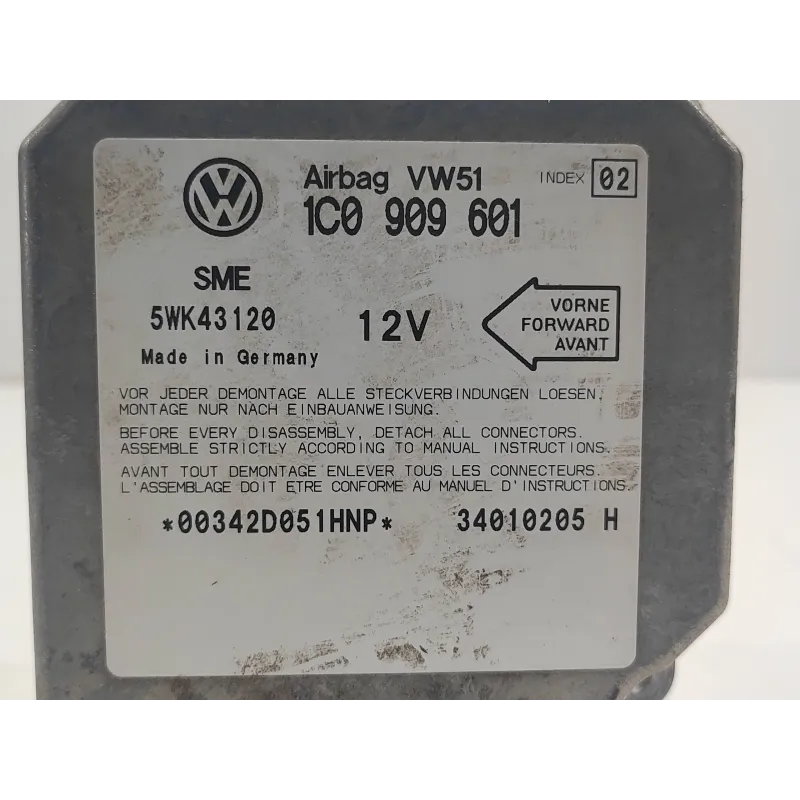 Airbag VW51 INDEX 02
1C0 909 601
SME
5WK43120 12V
Made in Germany
VORNE
FORWARD
AVANT
VOR JEDER DEMONTAGE ALLE STECKVERBINDUNGEN LOESEN,
MONTAGE NUR NACH EINBAUANWEISUNG.
BEFORE EVERY DISASSEMBLY, DETACH ALL CONNECTORS.
ASSEMBLE STRICTLY ACCORDING TO MANUAL INSTRUCTIONS.
AVANT TOUT DEMONTAGE ENLEVER TOUS LES CONNECTEURS.
L'ASSEMBLAGE DOIT ETRE CONFORME AU MANUEL D'INSTRUCTIONS.
*00342D051HNP* 34010205 H